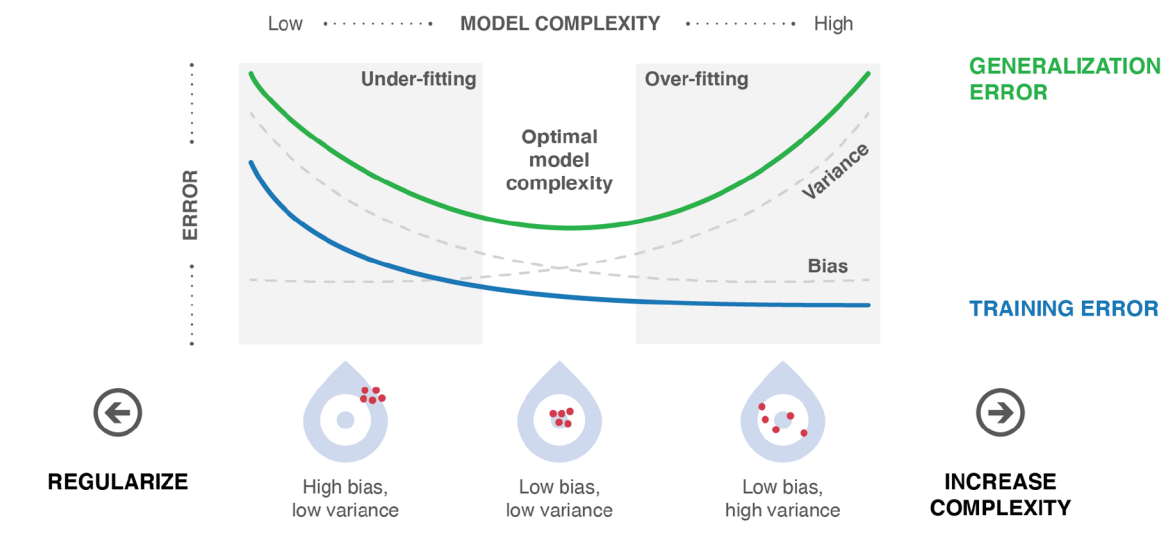 Low MODEL COMPLEXITY High
GENERALIZATION
ERROR
Under-fitting
Over-fitting
Optimal
model
complexity
Variance
ERROR
Bias
TRAINING ERROR
REGULARIZE
High bias,
low variance
Low bias,
low variance
Low bias,
high variance
INCREASE
COMPLEXITY